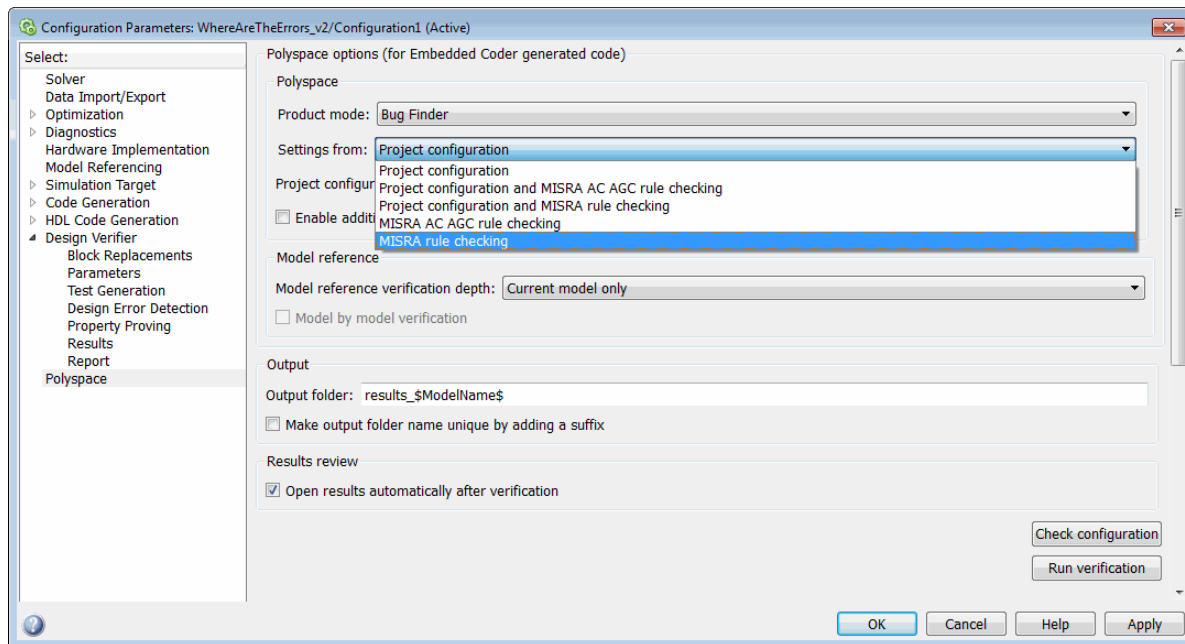 Configuration Parameters: WhereAreTheErrors_v2/Configuration1 (Active)
Select:
Solver
Data Import/Export
Optimization
Diagnostics
Hardware Implementation
Model Referencing
Simulation Target
Code Generation
HDL Code Generation
Design Verifier
Block Replacements
Parameters
Test Generation
Design Error Detection
Property Proving
Results
Report
Polyspace
Polyspace options (for Embedded Coder generated code)
Polyspace
Product mode: Bug Finder
Settings from: Project configuration
Project configuration
Project configur Project configuration and MISRA AC AGC rule checking
Project configuration and MISRA rule checking
Enable additi MISRA AC AGC rule checking
MISRA rule checking
Model reference
Model reference verification depth: Current model only
Model by model verification
Output
Output folder: results_$ModelName$
Make output folder name unique by adding a suffix
Results review
Open results automatically after verification
Check configuration
Run verification
OK Cancel Help Apply